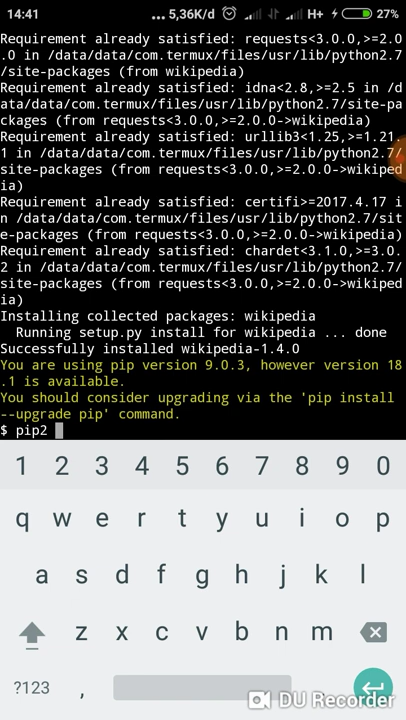 14:41 ... 5,36K/d H+ 27%
Requirement already satisfied: requests<3.0.0,>=2.0
.0 in /data/data/com.termux/files/usr/lib/python2.7
/site-packages (from wikipedia)
Requirement already satisfied: idna<2.8,>=2.5 in /d
ata/data/com.termux/files/usr/lib/python2.7/site-pa
ckages (from requests<3.0.0,>=2.0.0->wikipedia)
Requirement already satisfied: urllib3<1.25,>=1.21.
1 in /data/data/com.termux/files/usr/lib/python2.7/
site-packages (from requests<3.0.0,>=2.0.0->wikiped
ia)
Requirement already satisfied: certifi>=2017.4.17 i
n /data/data/com.termux/files/usr/lib/python2.7/sit
e-packages (from requests<3.0.0,>=2.0.0->wikipedia)
Requirement already satisfied: chardet<3.1.0,>=3.0.
2 in /data/data/com.termux/files/usr/lib/python2.7/
site-packages (from requests<3.0.0,>=2.0.0->wikiped
ia)
Installing collected packages: wikipedia
  Running setup.py install for wikipedia ... done
Successfully installed wikipedia-1.4.0
You are using pip version 9.0.3, however version 18
.1 is available.
You should consider upgrading via the 'pip install
--upgrade pip' command.
$ pip2
1 2 3 4 5 6 7 8 9 0
q w e r t y u i o p
a s d f g h j k l
z x c v b n m
?123 ,
DU Recorder